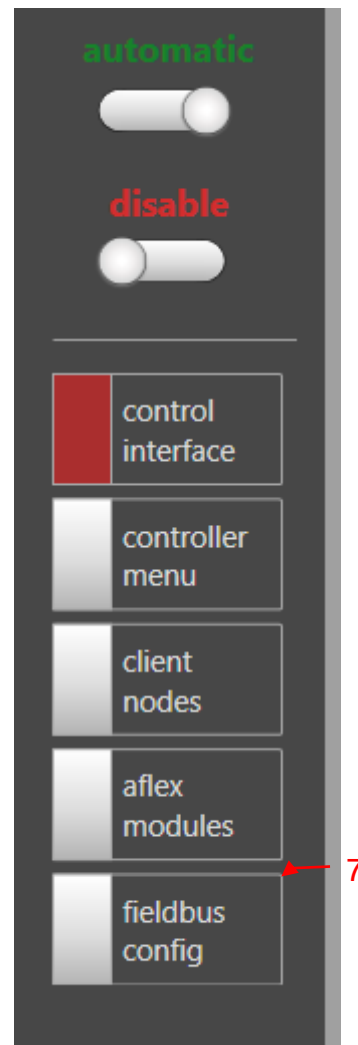 automatic
disable
control
interface
controller
menu
client
nodes
aflex
modules
7
fieldbus
config